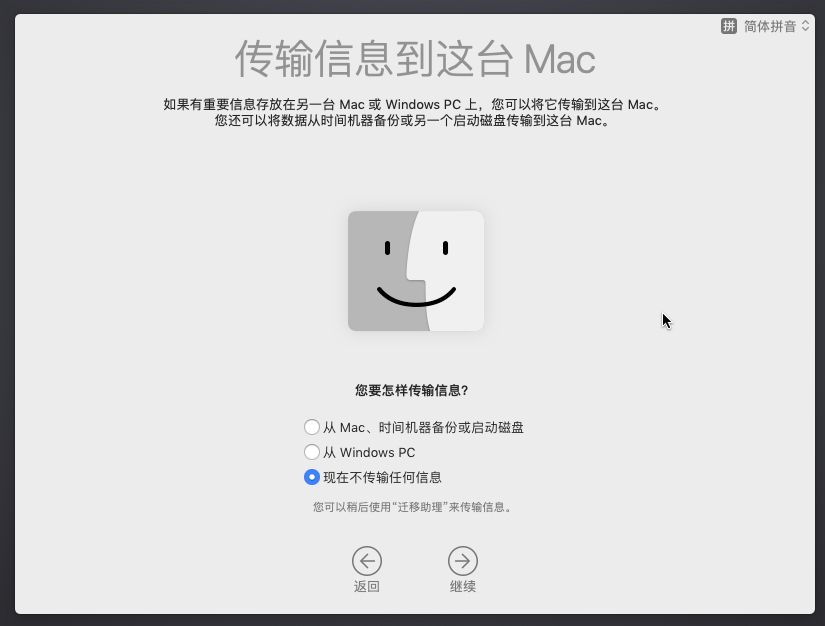 拼 简体拼音
传输信息到这台 Mac
如果有重要信息存放在另一台 Mac 或 Windows PC 上，您可以将它传输到这台 Mac。
您还可以将数据从时间机器备份或另一个启动磁盘传输到这台 Mac。
您要怎样传输信息?
从 Mac、时间机器备份或启动磁盘
从 Windows PC
现在不传输任何信息
您可以稍后使用“迁移助理”来传输信息。
返回 继续